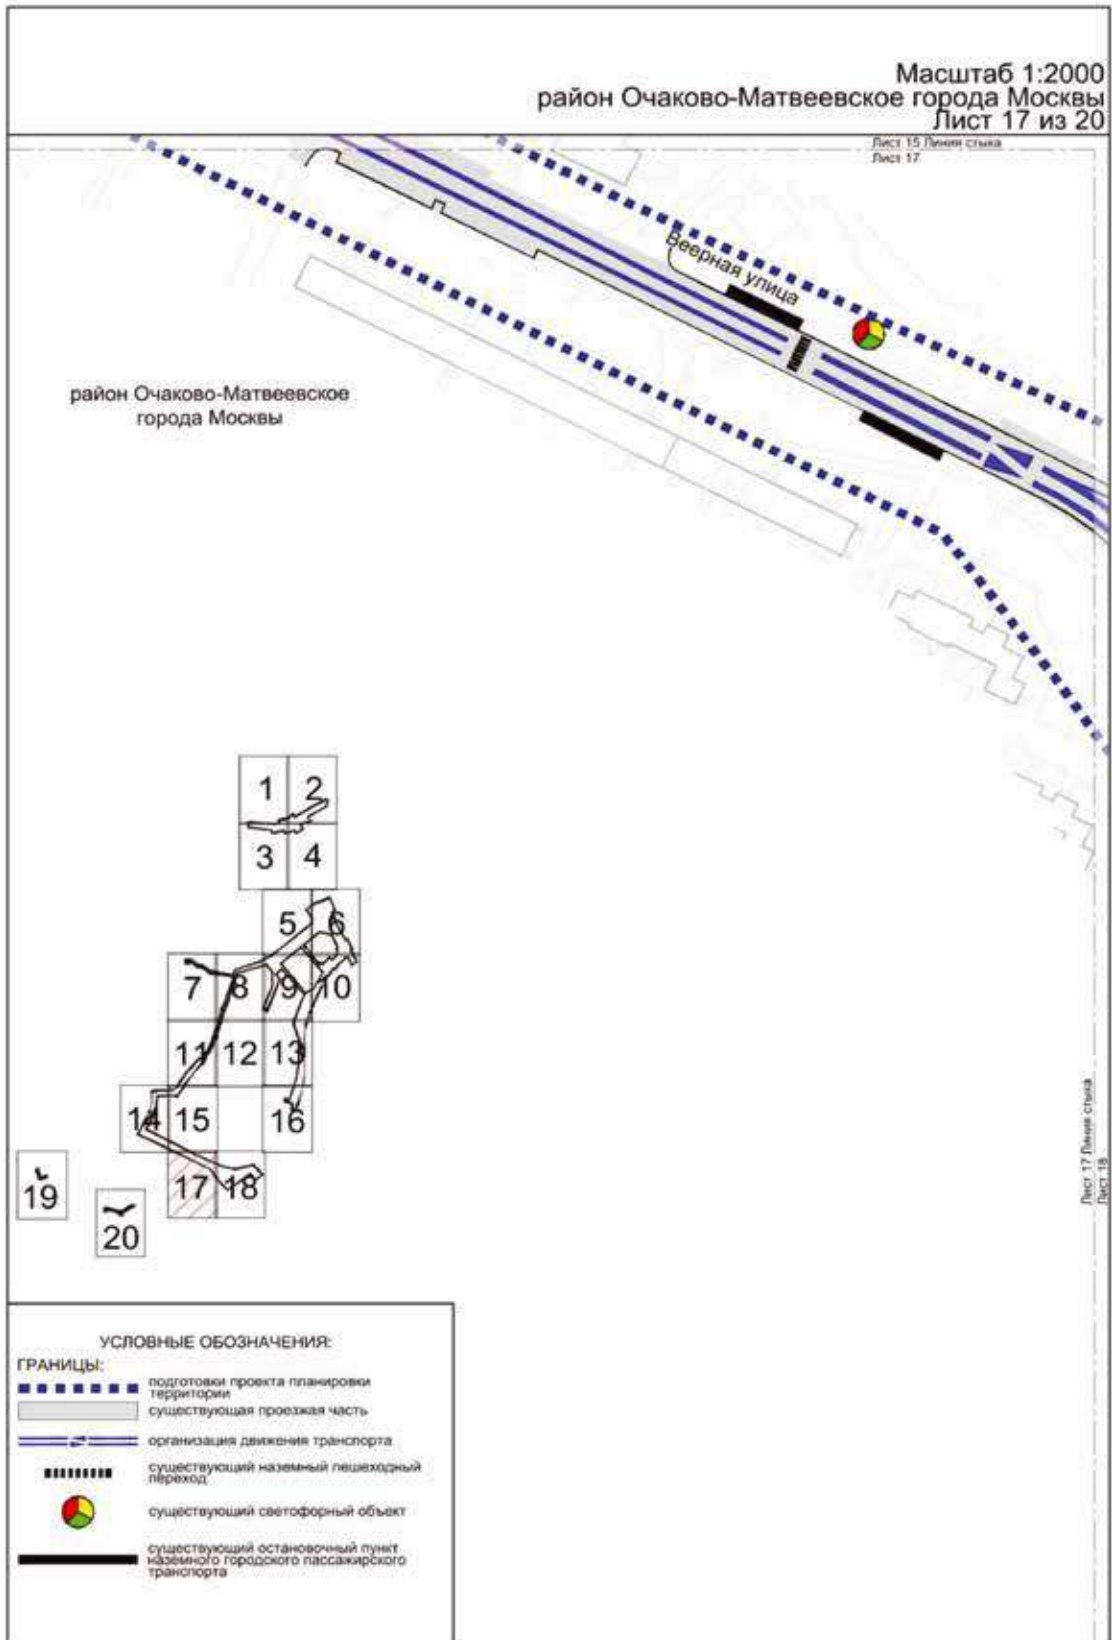 Масштаб 1:2000
район Очаково-Матвеевское города Москвы
Лист 17 из 20
Лист 15 Линия стыка
Лист 17
Веерная улица
район Очаково-Матвеевское
города Москвы
1 2
3 4
5 6
7 8 9 10
11 12 13
14 15 16
17 18
19
20
Лист 17 Линия стыка
Лист 18
УСЛОВНЫЕ ОБОЗНАЧЕНИЯ:
ГРАНИЦЫ:
подготовки проекта планировки
территории
существующая проезжая часть
организация движения транспорта
существующий наземный пешеходный
переход
существующий светофорный объект
существующий остановочный пункт
наземного городского пассажирского
транспорта